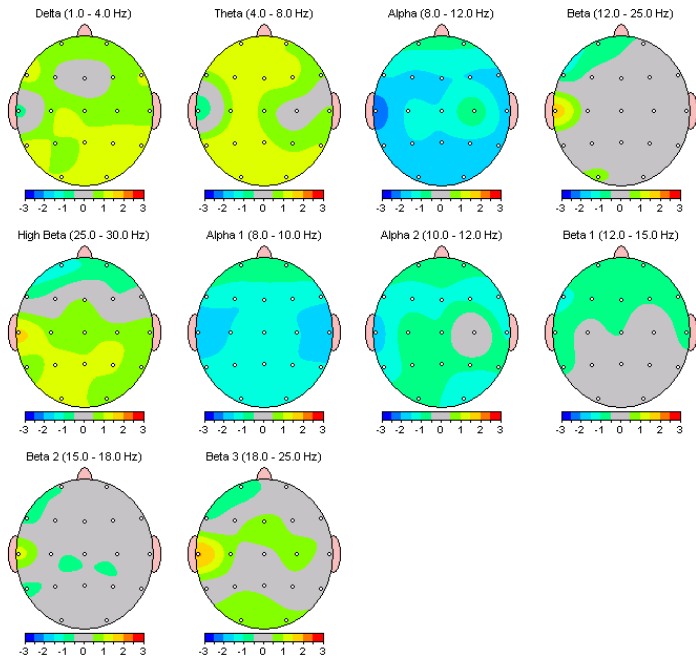 Delta (1.0 - 4.0 Hz) Theta (4.0 - 8.0 Hz) Alpha (8.0 - 12.0 Hz) Beta (12.0 - 25.0 Hz)
-3 -2 -1 0 1 2 3 -3 -2 -1 0 1 2 3 -3 -2 -1 0 1 2 3 -3 -2 -1 0 1 2 3
High Beta (25.0 - 30.0 Hz) Alpha 1 (8.0 - 10.0 Hz) Alpha 2 (10.0 - 12.0 Hz) Beta 1 (12.0 - 15.0 Hz)
-3 -2 -1 0 1 2 3 -3 -2 -1 0 1 2 3 -3 -2 -1 0 1 2 3 -3 -2 -1 0 1 2 3
Beta 2 (15.0 - 18.0 Hz) Beta 3 (18.0 - 25.0 Hz)
-3 -2 -1 0 1 2 3 -3 -2 -1 0 1 2 3